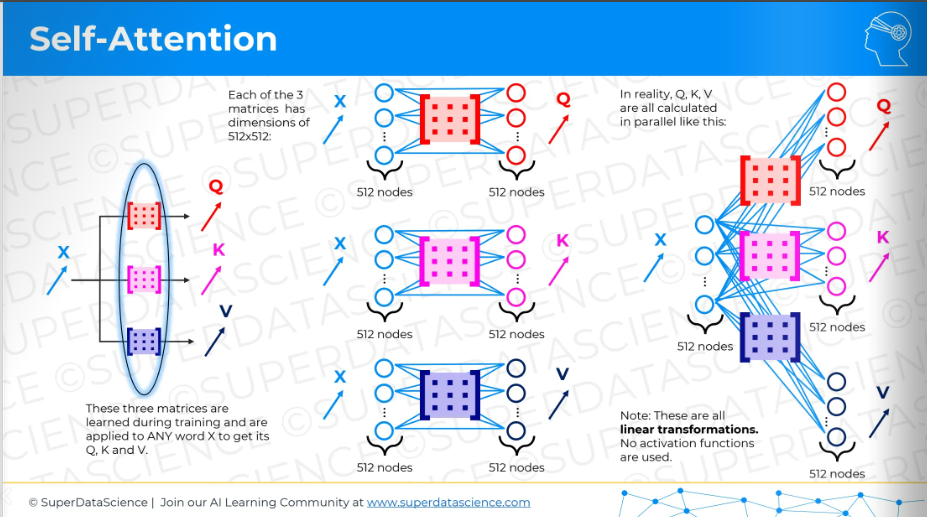 Self-Attention
Each of the 3
matrices has
dimensions of
512x512:
X
Q
512 nodes
512 nodes
In reality, Q, K, V
are all calculated
in parallel like this:
Q
512 nodes
X
Q
K
V
X
K
512 nodes
512 nodes
X
512 nodes
K
512 nodes
X
V
512 nodes
512 nodes
V
512 nodes
These three matrices are
learned during training and are
applied to ANY word X to get its
Q, K and V.
Note: These are all
linear transformations.
No activation functions
are used.
© SuperDataScience | Join our AI Learning Community at www.superdatascience.com
©SUPERDATASCIENCE